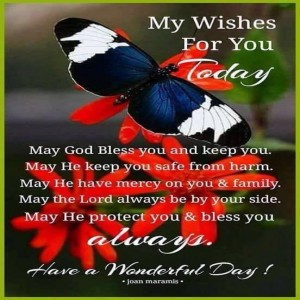 My Wishes
For You
Today
May God Bless you and keep you.
May He keep you safe from harm.
May He have mercy on you & family.
May the Lord always be by your side.
May He protect you & bless you
always.
Have a Wonderful Day !
• joan maramis •